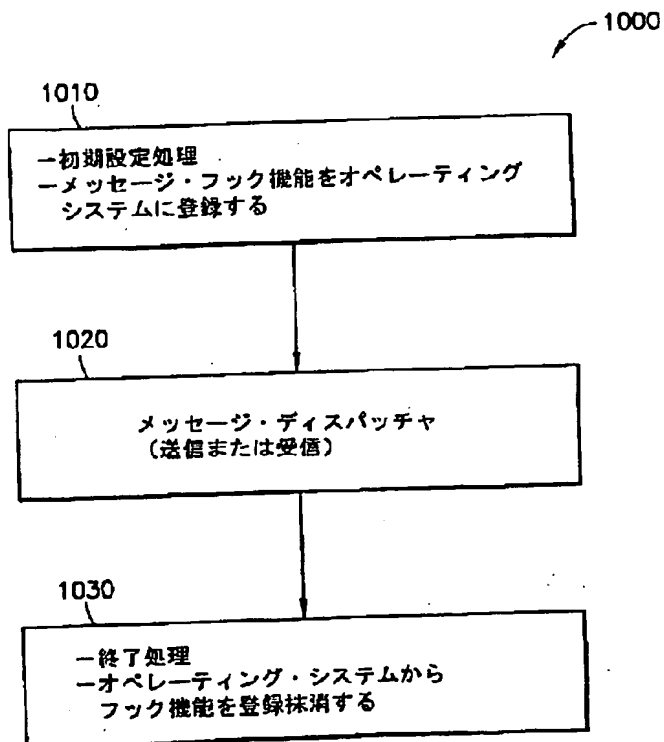 1000
1010
—初期設定処理
—メッセージ・フック機能をオペレーティング
システムに登録する
1020
メッセージ・ディスパッチャ
(送信または受信)
1030
—終了処理
—オペレーティング・システムから
フック機能を登録抹消する